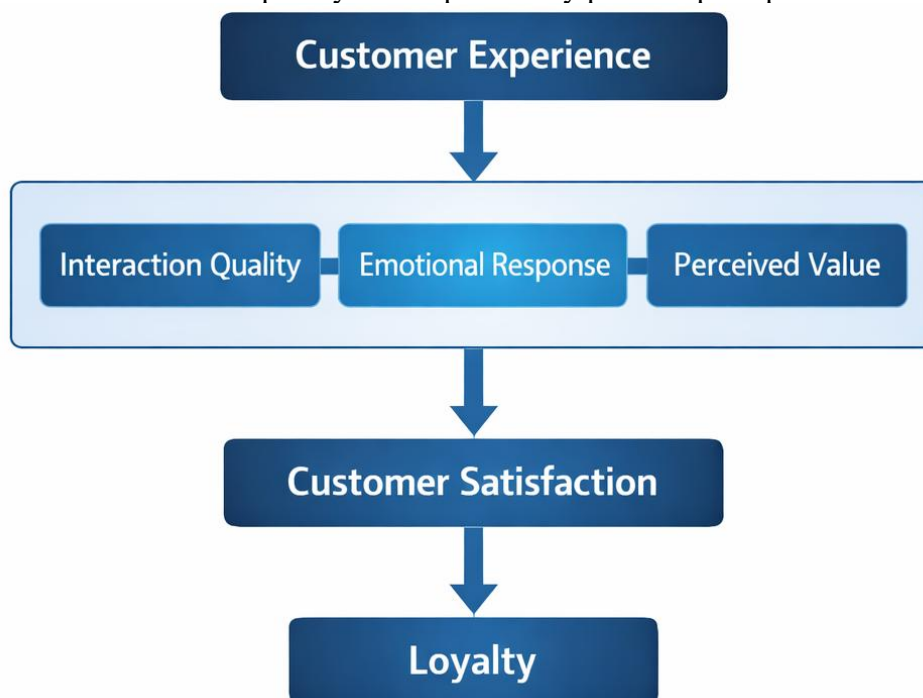 Customer Experience
Interaction Quality
Emotional Response
Perceived Value
Customer Satisfaction
Loyalty